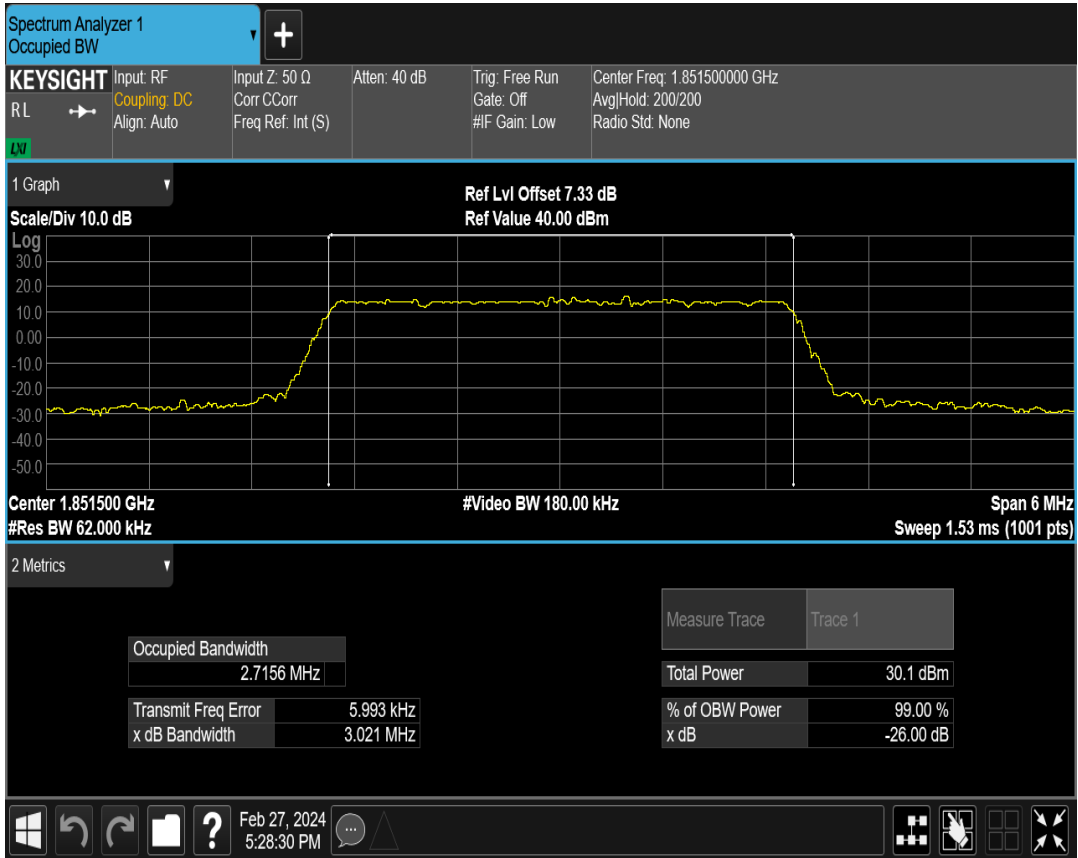 Spectrum Analyzer 1
Occupied BW
+
KEYSIGHT
R L
LXI
Input: RF
Coupling: DC
Align: Auto
Input Z: 50 Ω
Corr CCorr
Freq Ref: Int (S)
Atten: 40 dB
Trig: Free Run
Gate: Off
#IF Gain: Low
Center Freq: 1.851500000 GHz
Avg|Hold: 200/200
Radio Std: None
1 Graph
Scale/Div 10.0 dB
Ref Lvl Offset 7.33 dB
Ref Value 40.00 dBm
Log
30.0
20.0
10.0
0.00
-10.0
-20.0
-30.0
-40.0
-50.0
Center 1.851500 GHz
#Res BW 62.000 kHz
#Video BW 180.00 kHz
Span 6 MHz
Sweep 1.53 ms (1001 pts)
2 Metrics
Occupied Bandwidth
2.7156 MHz
Transmit Freq Error 5.993 kHz
x dB Bandwidth 3.021 MHz
Measure Trace Trace 1
Total Power 30.1 dBm
% of OBW Power 99.00 %
x dB -26.00 dB
?
Feb 27, 2024
5:28:30 PM